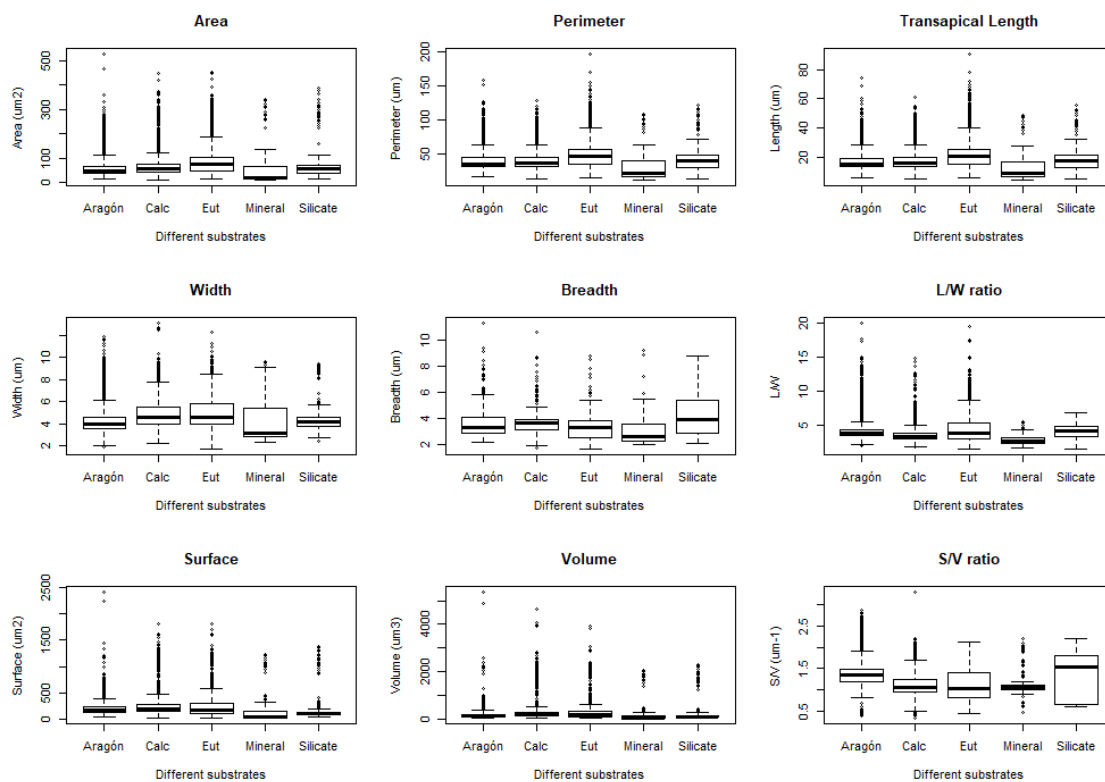 Area
Area (um2)
0
100
300
500
Aragón Calc Eut Mineral Silicate
Different substrates
Perimeter
Perimeter (um)
50
100
150
200
Aragón Calc Eut Mineral Silicate
Different substrates
Transapical Length
Length (um)
20
40
60
80
Aragón Calc Eut Mineral Silicate
Different substrates
Width
Width (um)
2
4
6
8
10
Aragón Calc Eut Mineral Silicate
Different substrates
Breadth
Breadth (um)
2
4
6
8
10
Aragón Calc Eut Mineral Silicate
Different substrates
L/W ratio
L/W
5
10
15
20
Aragón Calc Eut Mineral Silicate
Different substrates
Surface
Surface (um2)
0
500
1500
2500
Aragón Calc Eut Mineral Silicate
Different substrates
Volume
Volume (um3)
0
2000
4000
Aragón Calc Eut Mineral Silicate
Different substrates
S/V ratio
S/V (um-1)
0.5
1.5
2.5
Aragón Calc Eut Mineral Silicate
Different substrates